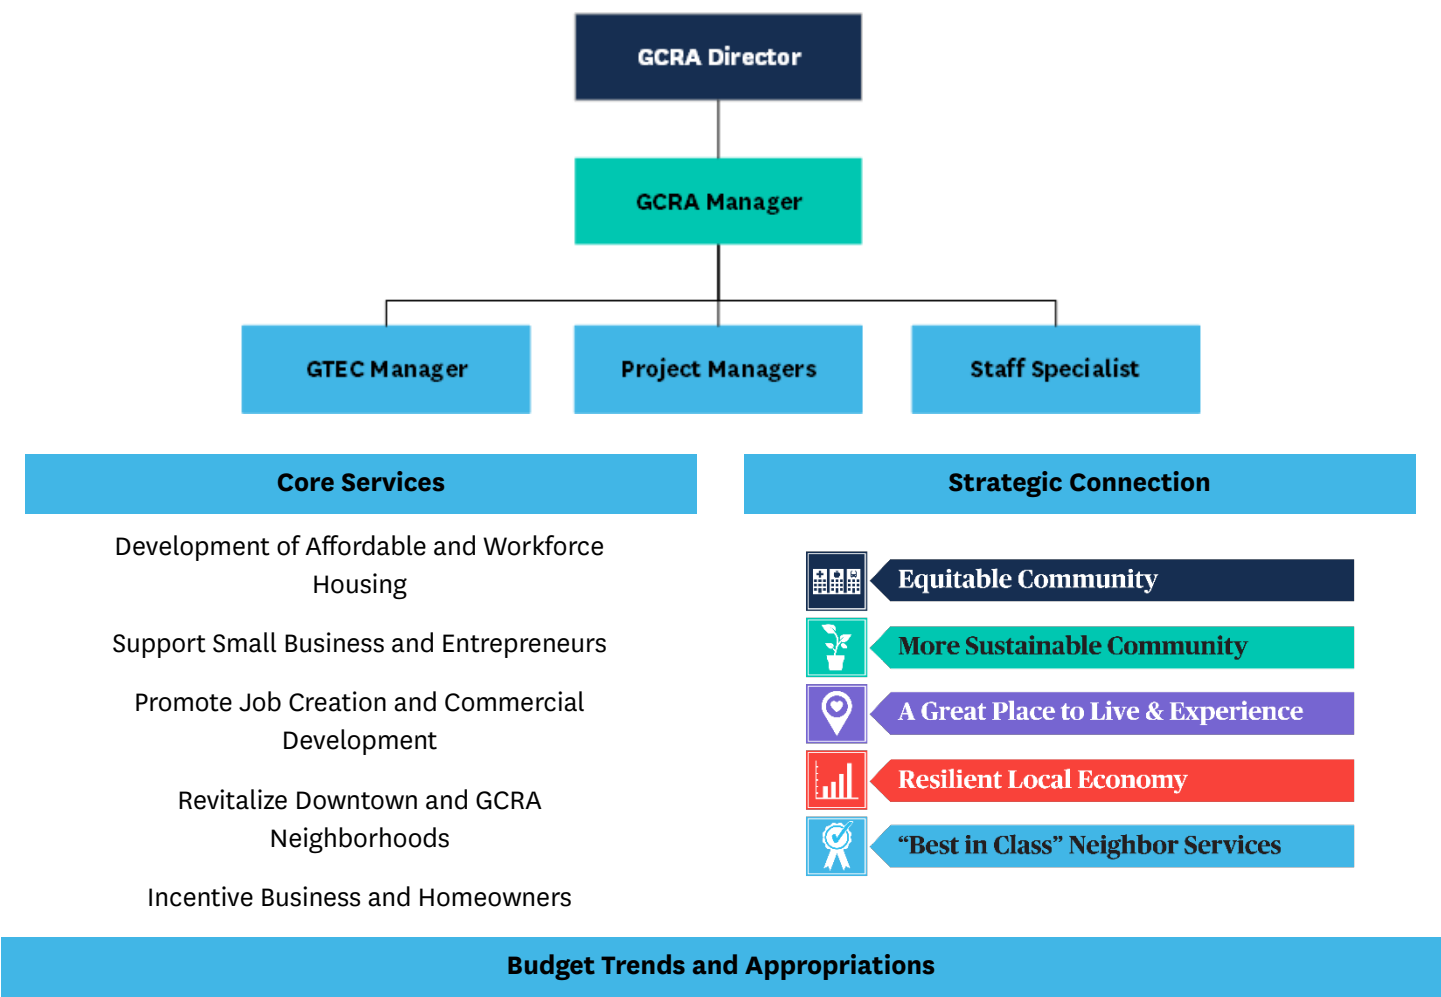 GCRA Director
GCRA Manager
GTEC Manager
Project Managers
Staff Specialist
Core Services
Development of Affordable and Workforce
Housing
Support Small Business and Entrepreneurs
Promote Job Creation and Commercial
Development
Revitalize Downtown and GCRA
Neighborhoods
Incentive Business and Homeowners
Strategic Connection
Equitable Community
More Sustainable Community
A Great Place to Live & Experience
Resilient Local Economy
“Best in Class” Neighbor Services
Budget Trends and Appropriations